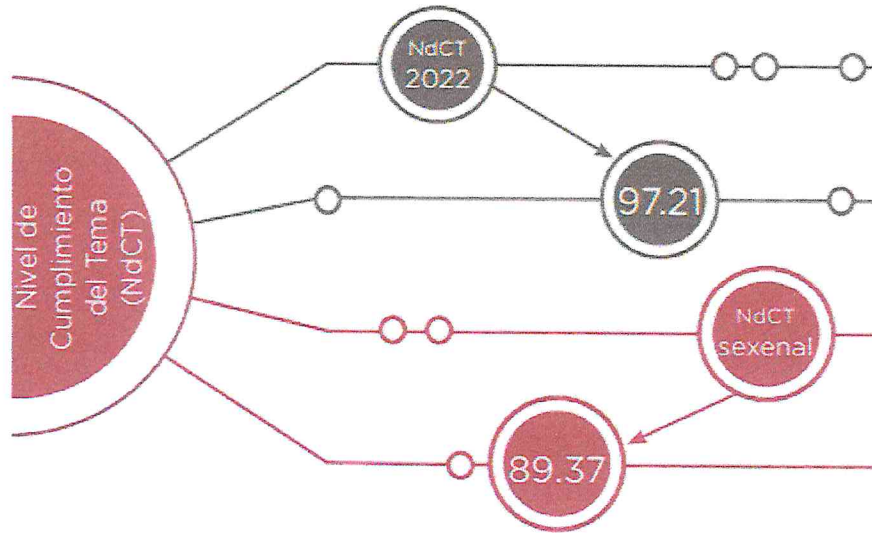 Nivel de
Cumplimiento
del Tema
(NdCT)
NdCT
2022
97.21
NdCT
sexenal
89.37